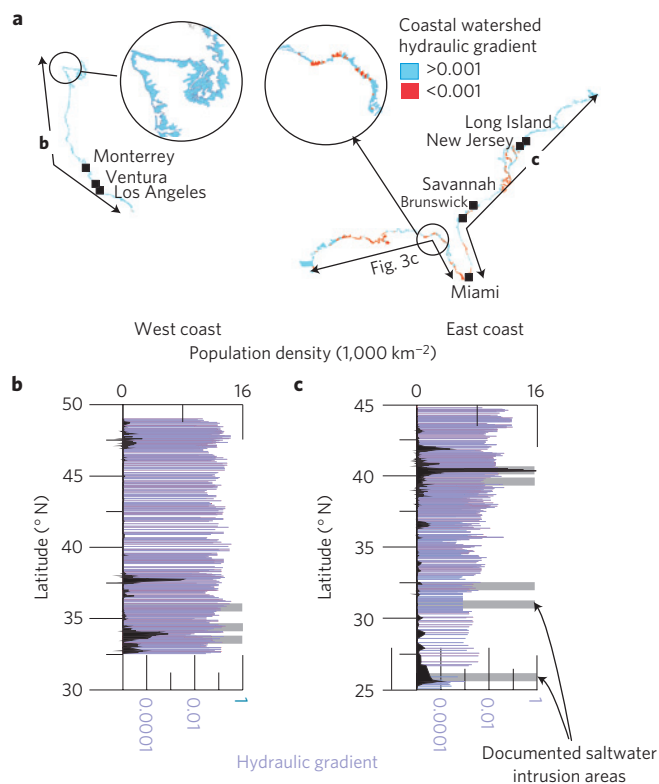 a
Coastal watershed
hydraulic gradient
>0.001
<0.001
b
Monterrey
Ventura
Los Angeles
Long Island
New Jersey
c
Savannah
Brunswick
Fig. 3c
Miami
West coast
East coast
Population density (1,000 km⁻²)
b
0
16
50
45
40
35
30
Latitude (° N)
0.0001
0.01
1
c
0
16
45
40
35
30
25
Latitude (° N)
0.0001
0.01
1
Hydraulic gradient
Documented saltwater
intrusion areas